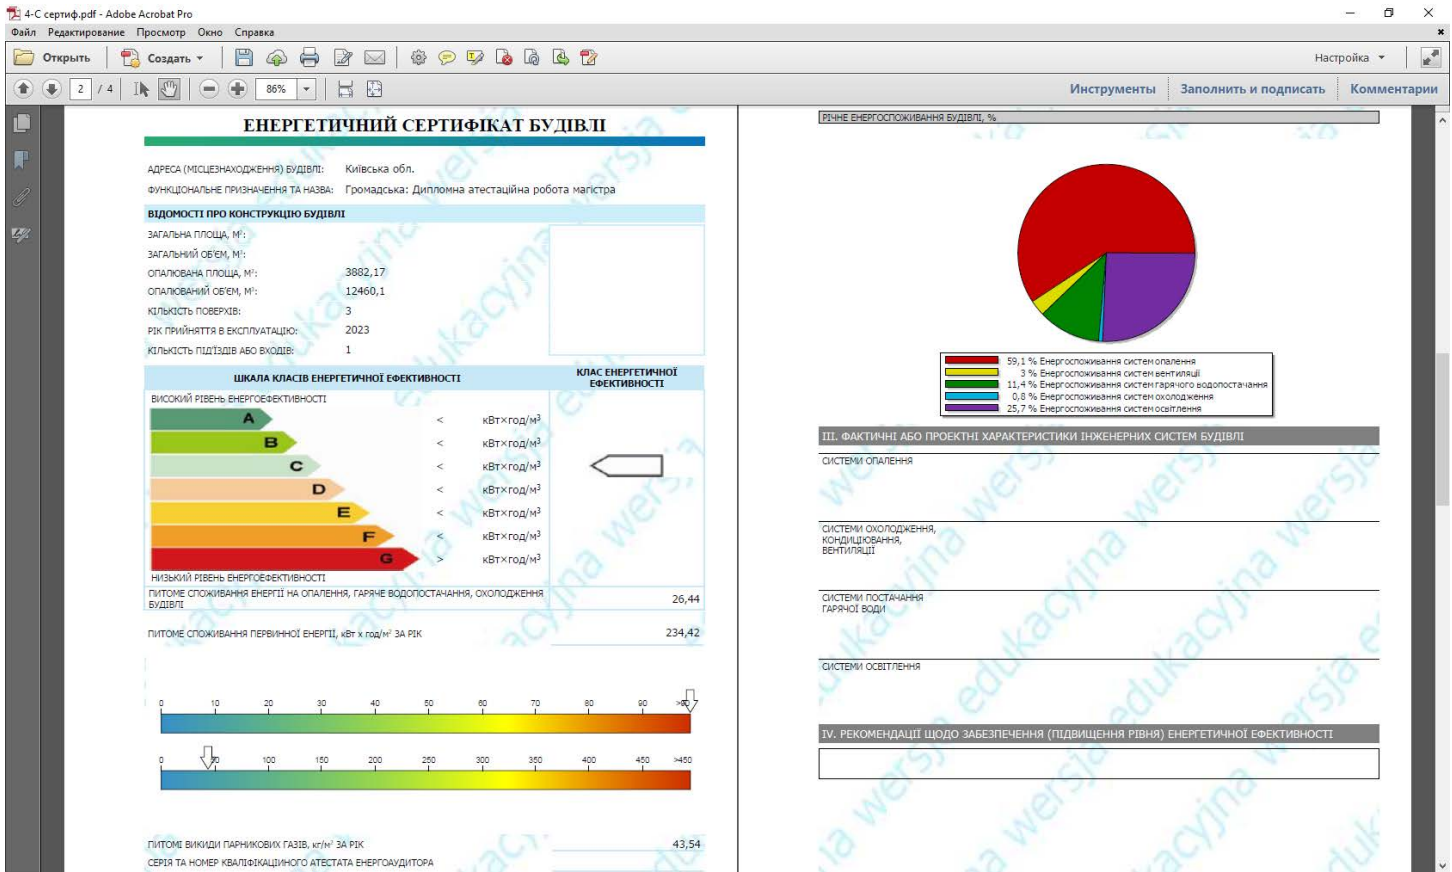 4-С сертиф.pdf - Adobe Acrobat Pro
Файл Редактирование Просмотр Окно Справка
Открыть Создать Настройка
2 / 4 86% Инструменты Заполнить и подписать Комментарии
ЕНЕРГЕТИЧНИЙ СЕРТИФІКАТ БУДІВЛІ
АДРЕСА (МІСЦЕЗНАХОДЖЕННЯ) БУДІВЛІ: Київська обл.
ФУНКЦІОНАЛЬНЕ ПРИЗНАЧЕННЯ ТА НАЗВА: Громадська: Дипломна атестаційна робота магістра
ВІДОМОСТІ ПРО КОНСТРУКЦІЮ БУДІВЛІ
ЗАГАЛЬНА ПЛОЩА, М²:
ЗАГАЛЬНИЙ ОБ'ЄМ, М³:
ОПАЛЮВАНА ПЛОЩА, М²: 3882,17
ОПАЛЮВАНИЙ ОБ'ЄМ, М³: 12460,1
КІЛЬКІСТЬ ПОВЕРХІВ: 3
РІК ПРИЙНЯТТЯ В ЕКСПЛУАТАЦІЮ: 2023
КІЛЬКІСТЬ ПІД'ЇЗДІВ АБО ВХОДІВ: 1
ШКАЛА КЛАСІВ ЕНЕРГЕТИЧНОЇ ЕФЕКТИВНОСТІ
КЛАС ЕНЕРГЕТИЧНОЇ
ЕФЕКТИВНОСТІ
ВИСОКИЙ РІВЕНЬ ЕНЕРГОЕФЕКТИВНОСТІ
A < кВт×год/м³
B < кВт×год/м³
C < кВт×год/м³
D < кВт×год/м³
E < кВт×год/м³
F < кВт×год/м³
G > кВт×год/м³
НИЗЬКИЙ РІВЕНЬ ЕНЕРГОЕФЕКТИВНОСТІ
ПИТОМЕ СПОЖИВАННЯ ЕНЕРГІЇ НА ОПАЛЕННЯ, ГАРЯЧЕ ВОДОПОСТАЧАННЯ, ОХОЛОДЖЕННЯ
БУДІВЛІ 26,44
ПИТОМЕ СПОЖИВАННЯ ПЕРВИННОЇ ЕНЕРГІЇ, кВт x год/м² ЗА РІК 234,42
0 10 20 30 40 50 60 70 80 90 >90
0 50 100 150 200 250 300 350 400 450 >450
ПИТОМІ ВИКИДИ ПАРНИКОВИХ ГАЗІВ, кг/м² ЗА РІК 43,54
СЕРІЯ ТА НОМЕР КВАЛІФІКАЦІЙНОГО АТЕСТАТА ЕНЕРГОАУДИТОРА
РІЧНЕ ЕНЕРГОСПОЖИВАННЯ БУДІВЛІ, %
59,1 % Енергоспоживання систем опалення
3 % Енергоспоживання систем вентиляції
11,4 % Енергоспоживання систем гарячого водопостачання
0,8 % Енергоспоживання систем охолодження
25,7 % Енергоспоживання систем освітлення
III. ФАКТИЧНІ АБО ПРОЕКТНІ ХАРАКТЕРИСТИКИ ІНЖЕНЕРНИХ СИСТЕМ БУДІВЛІ
СИСТЕМИ ОПАЛЕННЯ
СИСТЕМИ ОХОЛОДЖЕННЯ,
КОНДИЦІЮВАННЯ,
ВЕНТИЛЯЦІЇ
СИСТЕМИ ПОСТАЧАННЯ
ГАРЯЧОЇ ВОДИ
СИСТЕМИ ОСВІТЛЕННЯ
IV. РЕКОМЕНДАЦІЇ ЩОДО ЗАБЕЗПЕЧЕННЯ (ПІДВИЩЕННЯ РІВНЯ) ЕНЕРГЕТИЧНОЇ ЕФЕКТИВНОСТІ
wersja edukacyjna